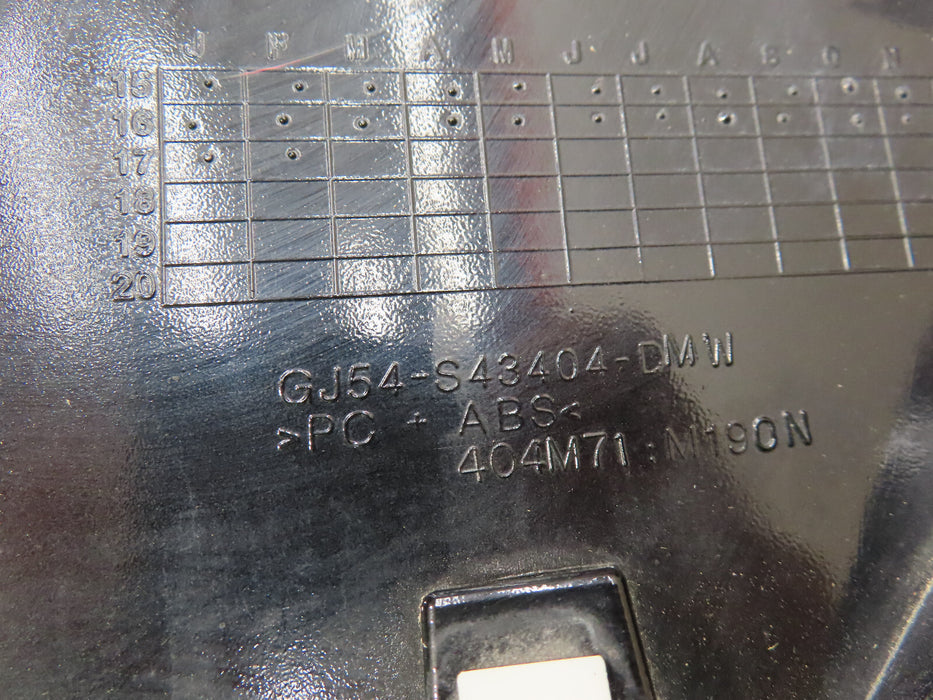 J F M A M J J A S O N
15
16
17
18
19
20
GJ54-S43404-DMW
>PC + ABS<
404M71:M190N